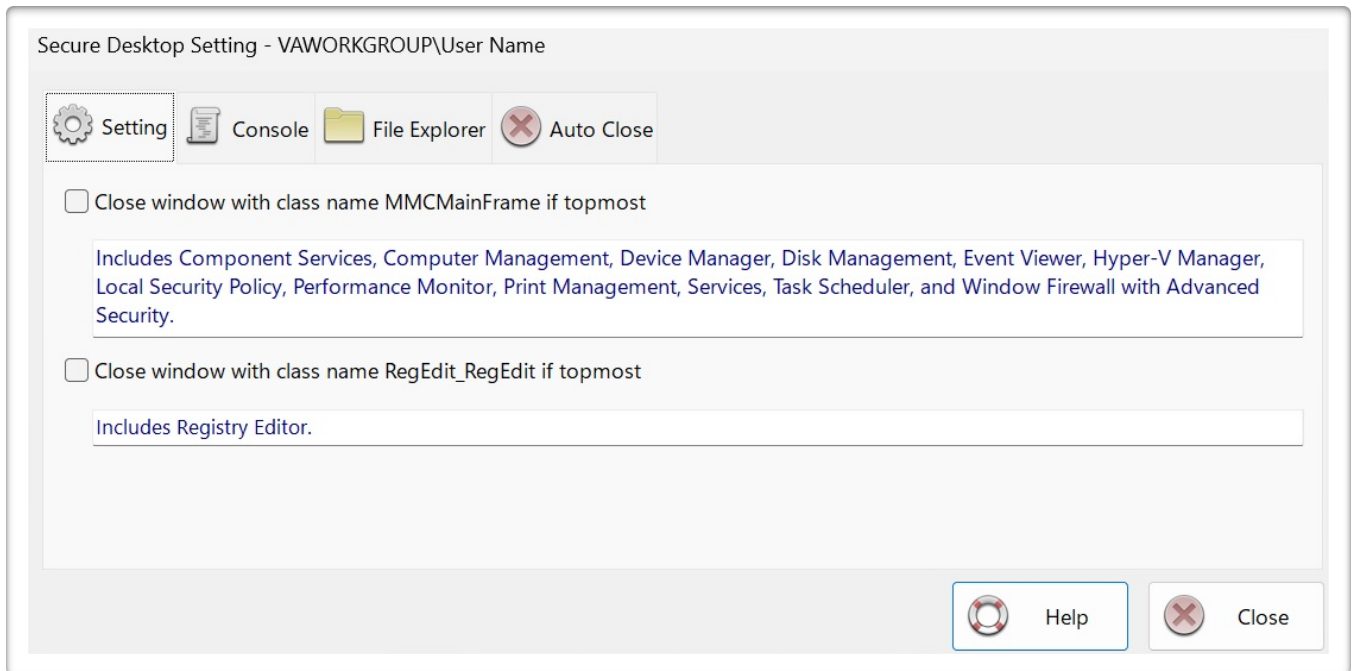 Secure Desktop Setting - VAWORKGROUP\User Name
Setting Console File Explorer Auto Close
Close window with class name MMCMainFrame if topmost
Includes Component Services, Computer Management, Device Manager, Disk Management, Event Viewer, Hyper-V Manager,
Local Security Policy, Performance Monitor, Print Management, Services, Task Scheduler, and Window Firewall with Advanced
Security.
Close window with class name RegEdit_RegEdit if topmost
Includes Registry Editor.
Help Close